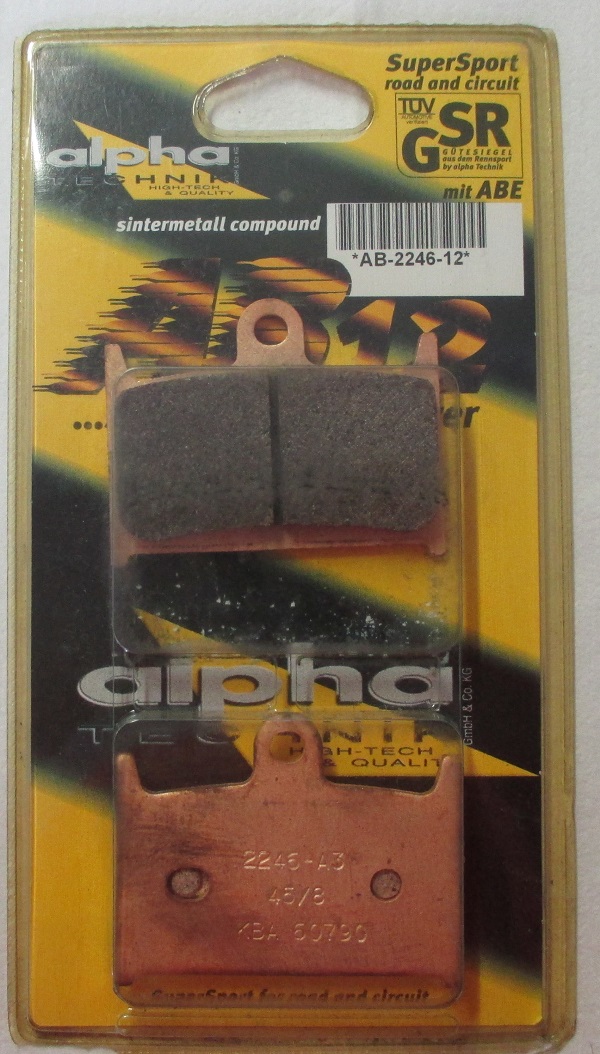 SuperSport
road and circuit
TÜV
AUTOMOTIVE
GSR
GÜTESIEGEL
aus dem Rennsport
by alpha Technik
mit ABE
alpha
TECHNIK
HIGH-TECH
& QUALITY
sintermetall compound
*AB-2246-12*
AB12
alpha
TECHNIK
HIGH-TECH
& QUALITY
GmbH & Co. KG
2246-A3
45/8
KBA 60790
SuperSport for road and circuit